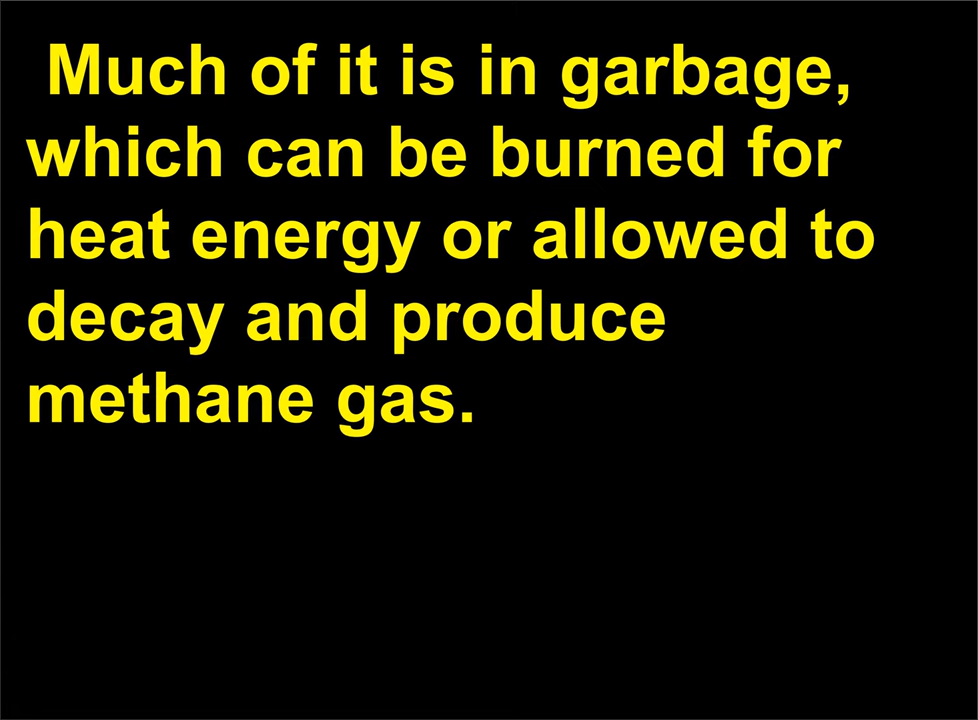 Much of it is in garbage,
which can be burned for
heat energy or allowed to
decay and produce
methane gas.